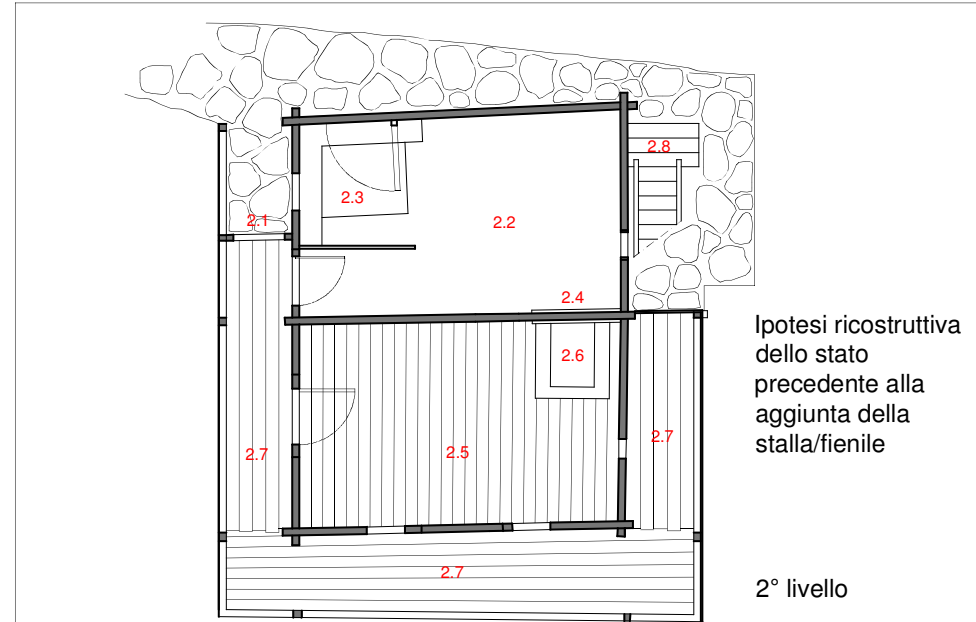 2.8
2.3
2.1
2.2
2.4
2.6
2.7
2.5
2.7
2.7
Ipotesi ricostruttiva
dello stato
precedente alla
aggiunta della
stalla/fienile
2° livello